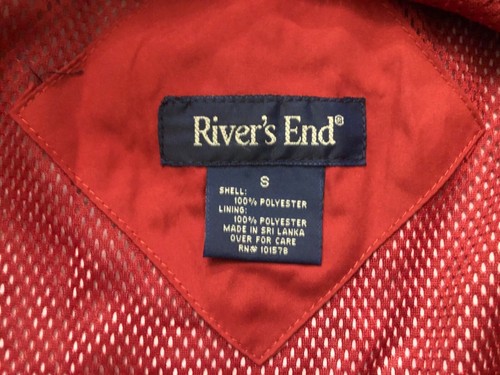 River's End®
S
SHELL:
100% POLYESTER
LINING:
100% POLYESTER
MADE IN SRI LANKA
OVER FOR CARE
RN# 101578